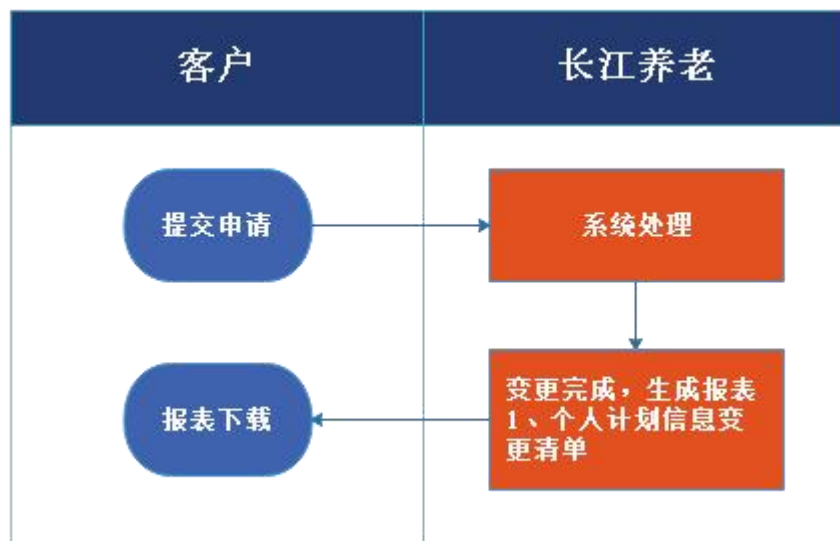 客户
长江养老
提交申请
系统处理
变更完成，生成报表
1、个人计划信息变
更清单
报表下载